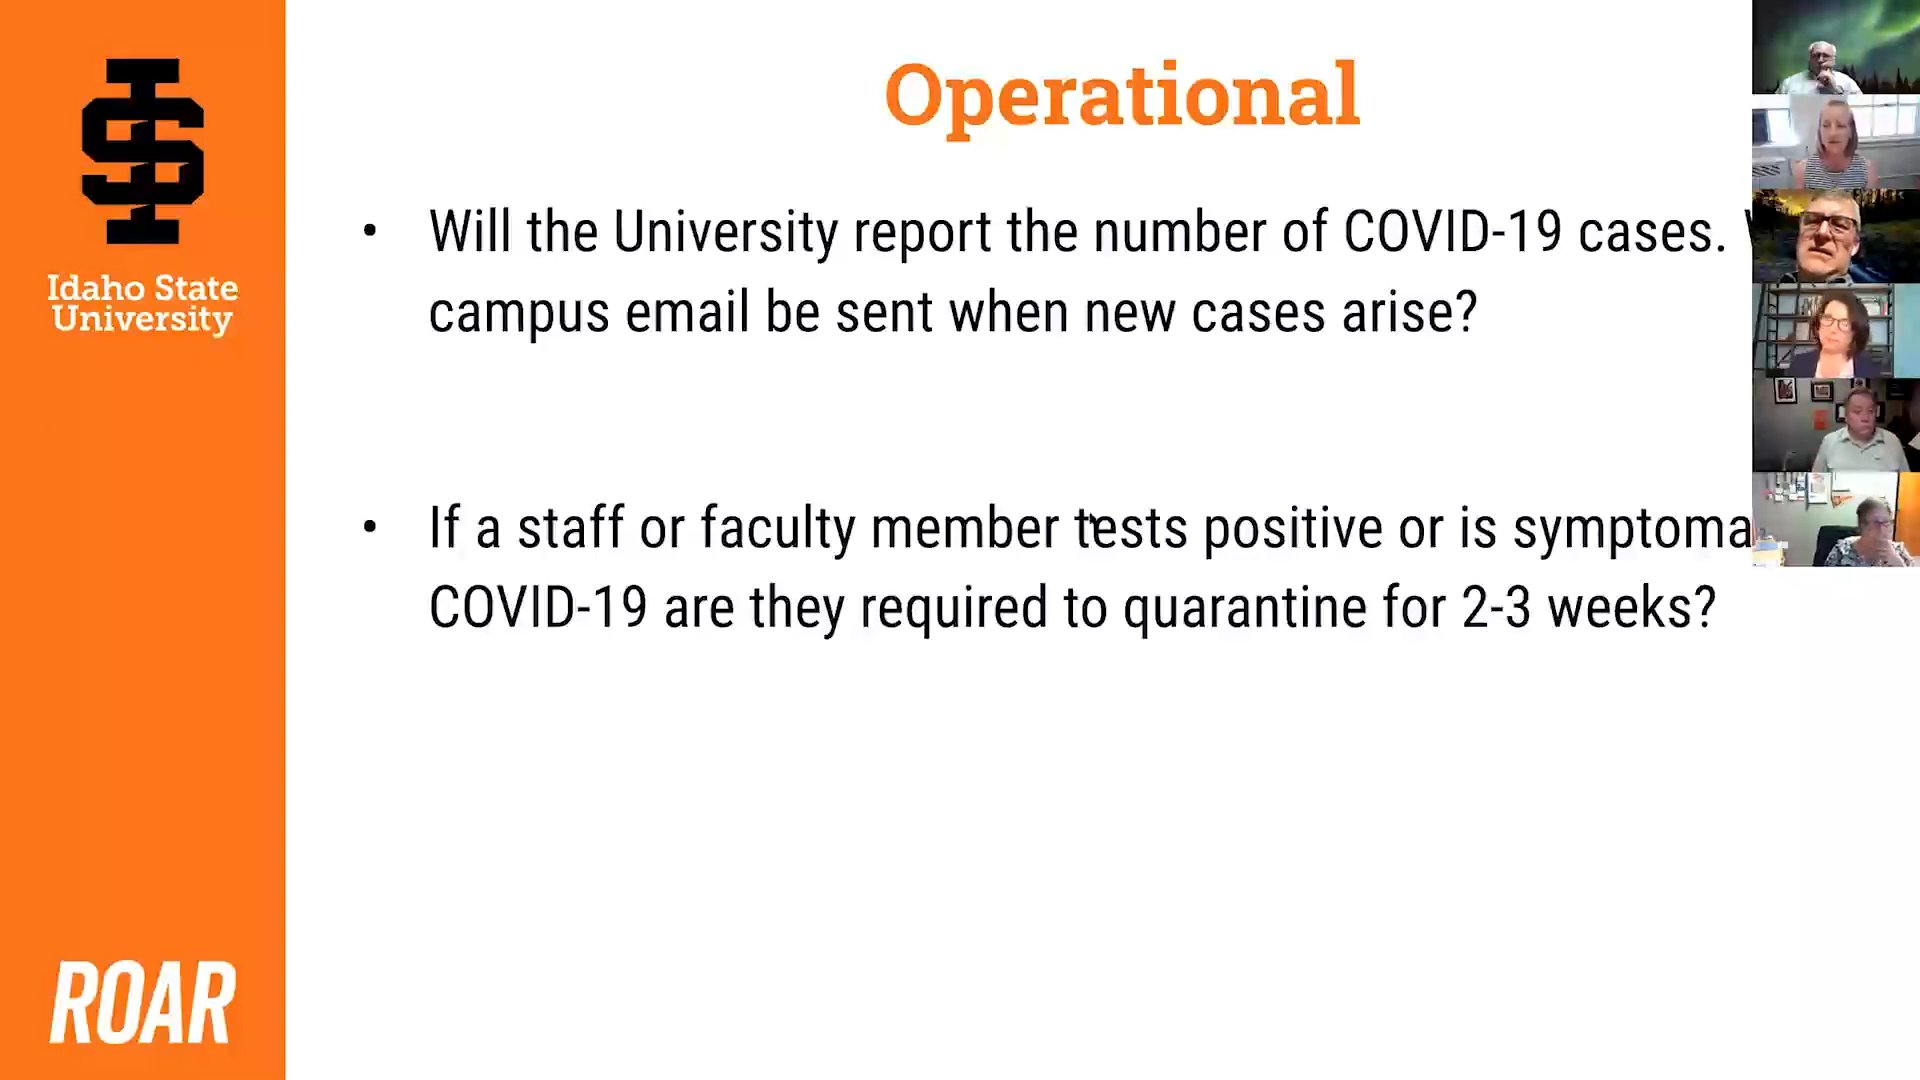 Idaho State
University
ROAR
Operational
• Will the University report the number of COVID-19 cases.
campus email be sent when new cases arise?
• If a staff or faculty member tests positive or is symptoma
COVID-19 are they required to quarantine for 2-3 weeks?